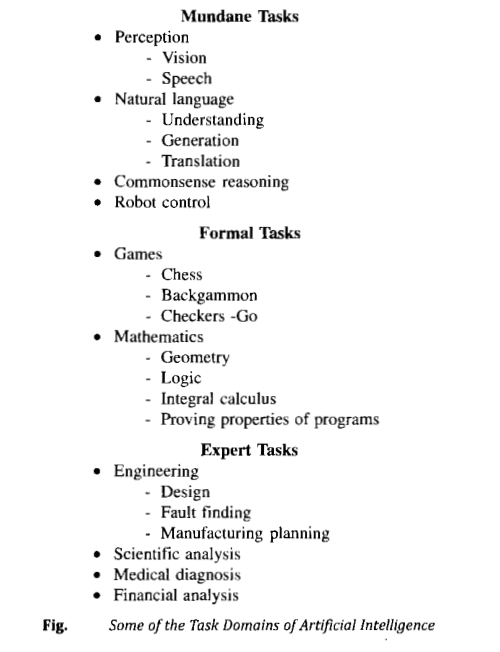 Mundane Tasks
• Perception
- Vision
- Speech
• Natural language
- Understanding
- Generation
- Translation
• Commonsense reasoning
• Robot control
Formal Tasks
• Games
- Chess
- Backgammon
- Checkers -Go
• Mathematics
- Geometry
- Logic
- Integral calculus
- Proving properties of programs
Expert Tasks
• Engineering
- Design
- Fault finding
- Manufacturing planning
• Scientific analysis
• Medical diagnosis
• Financial analysis
Fig. Some of the Task Domains of Artificial Intelligence